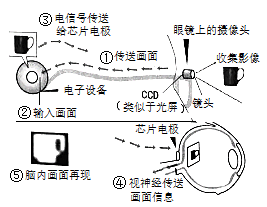 ③电信号传送
给芯片电极
眼镜上的摄像头
①传送画面
收集影像
电子设备
CCD
(类似于光屏)
镜头
②输入画面
芯片电极
⑤脑内画面再现
④视神经传送
画面信息